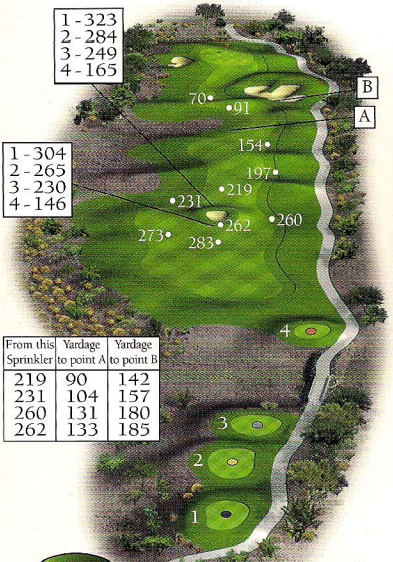 1 - 323
2 - 284
3 - 249
4 - 165
B
70
91
A
154
1 - 304
2 - 265
3 - 230
4 - 146
197
219
231
262
260
273
283
4
From this Sprinkler
Yardage to point A
Yardage to point B
219 90 142
231 104 157
260 131 180
262 133 185
3
2
1